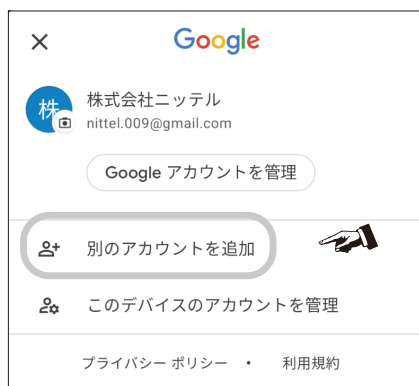 Google
株
株式会社ニッテル
nittel.009@gmail.com
Google アカウントを管理
別のアカウントを追加
このデバイスのアカウントを管理
プライバシー ポリシー • 利用規約